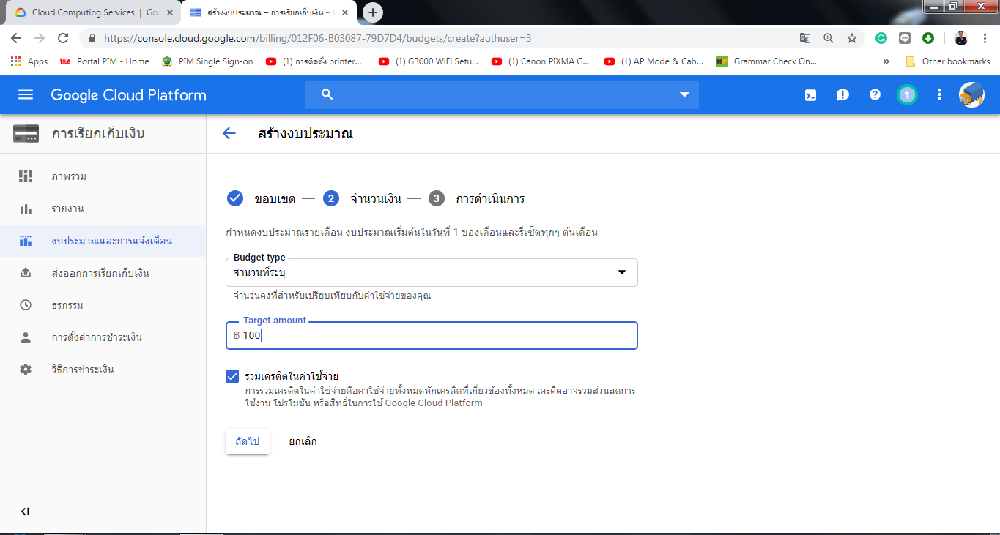 Cloud Computing Services | Goo
สร้างงบประมาณ – การเรียกเก็บเงิน –
https://console.cloud.google.com/billing/012F06-B03087-79D7D4/budgets/create?authuser=3
Apps
true Portal PIM - Home
PIM Single Sign-on
(1) การติดตั้ง printer...
(1) G3000 WiFi Setu...
(1) Canon PIXMA G...
(1) AP Mode & Cab...
Grammar Check On...
»
Other bookmarks
Google Cloud Platform
1
การเรียกเก็บเงิน
สร้างงบประมาณ
ภาพรวม
รายงาน
งบประมาณและการแจ้งเตือน
ส่งออกการเรียกเก็บเงิน
ธุรกรรม
การตั้งค่าการชำระเงิน
วิธีการชำระเงิน
ขอบเขต — 2 จำนวนเงิน — 3 การดำเนินการ
กำหนดงบประมาณรายเดือน งบประมาณเริ่มต้นในวันที่ 1 ของเดือนและรีเซ็ตทุกๆ ต้นเดือน
Budget type
จำนวนที่ระบุ
จำนวนคงที่สำหรับเปรียบเทียบกับค่าใช้จ่ายของคุณ
Target amount
฿ 100
รวมเครดิตในค่าใช้จ่าย
การรวมเครดิตในค่าใช้จ่ายคือค่าใช้จ่ายทั้งหมดหักเครดิตที่เกี่ยวข้องทั้งหมด เครดิตอาจรวมส่วนลดการ
ใช้งาน โปรโมชัน หรือสิทธิ์ในการใช้ Google Cloud Platform
ถัดไป
ยกเลิก